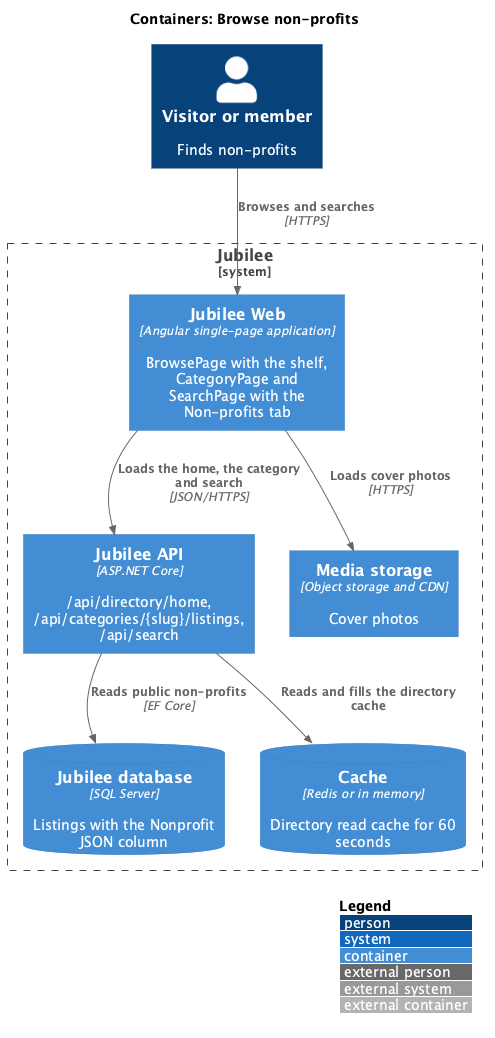 Containers: Browse non-profits
Visitor or member
Finds non-profits
Browses and searches
[HTTPS]
Jubilee
[system]
Jubilee Web
[Angular single-page application]
BrowsePage with the shelf,
CategoryPage and
SearchPage with the
Non-profits tab
Loads the home, the category
and search
[JSON/HTTPS]
Loads cover photos
[HTTPS]
Jubilee API
[ASP.NET Core]
/api/directory/home,
/api/categories/{slug}/listings,
/api/search
Media storage
[Object storage and CDN]
Cover photos
Reads public non-profits
[EF Core]
Reads and fills the directory
cache
Jubilee database
[SQL Server]
Listings with the Nonprofit
JSON column
Cache
[Redis or in memory]
Directory read cache for 60
seconds
Legend
person
system
container
external person
external system
external container